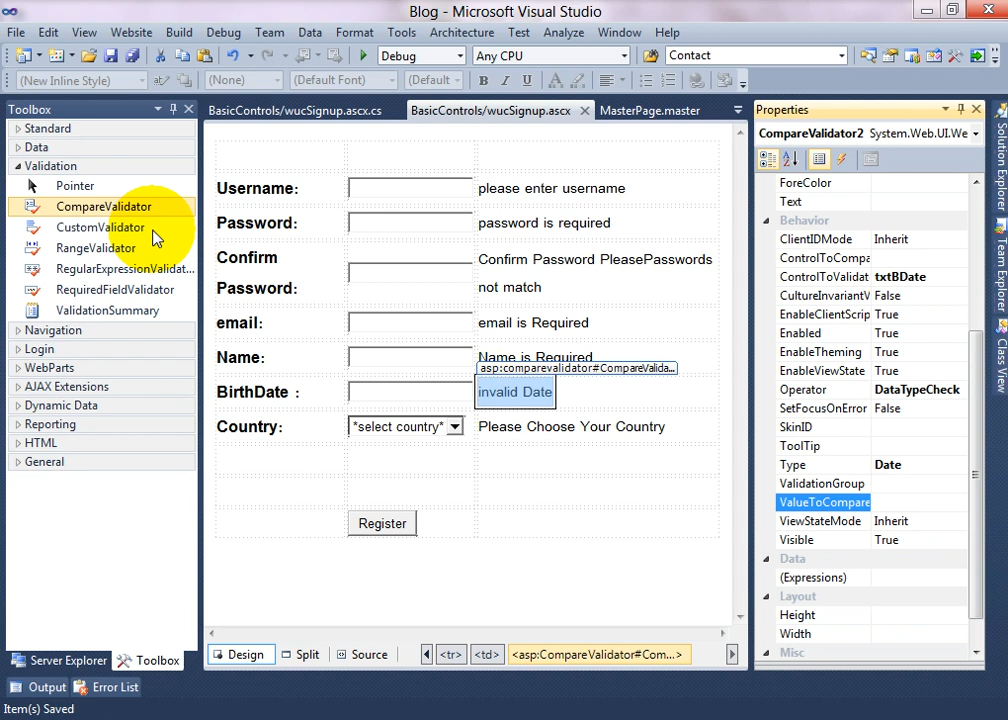 Blog - Microsoft Visual Studio
File Edit View Website Build Debug Team Data Format Tools Architecture Test Analyze Window Help
Debug Any CPU Contact
(New Inline Style) (None) (Default Font) (Default B I U A
Toolbox
Standard
Data
Validation
Pointer
CompareValidator
CustomValidator
RangeValidator
RegularExpressionValidat...
RequiredFieldValidator
ValidationSummary
Navigation
Login
WebParts
AJAX Extensions
Dynamic Data
Reporting
HTML
General
Server Explorer Toolbox
BasicControls/wucSignup.ascx.cs BasicControls/wucSignup.ascx MasterPage.master
Username: please enter username
Password: password is required
Confirm Password: Confirm Password PleasePasswords
not match
email: email is Required
Name: Name is Required
asp:comparevalidator#CompareValida...
BirthDate : invalid Date
Country: *select country* Please Choose Your Country
Register
Design Split Source <tr> <td> <asp:CompareValidator#Com...>
Properties
CompareValidator2 System.Web.UI.We
ForeColor
Text
Behavior
ClientIDMode Inherit
ControlToCompa
ControlToValidat txtBDate
CultureInvariantV False
EnableClientScrip True
Enabled True
EnableTheming True
EnableViewState True
Operator DataTypeCheck
SetFocusOnError False
SkinID
ToolTip
Type Date
ValidationGroup
ValueToCompare
ViewStateMode Inherit
Visible True
Data
(Expressions)
Layout
Height
Width
Misc
Solution Explorer
Team Explorer
Class View
Output Error List
Item(s) Saved